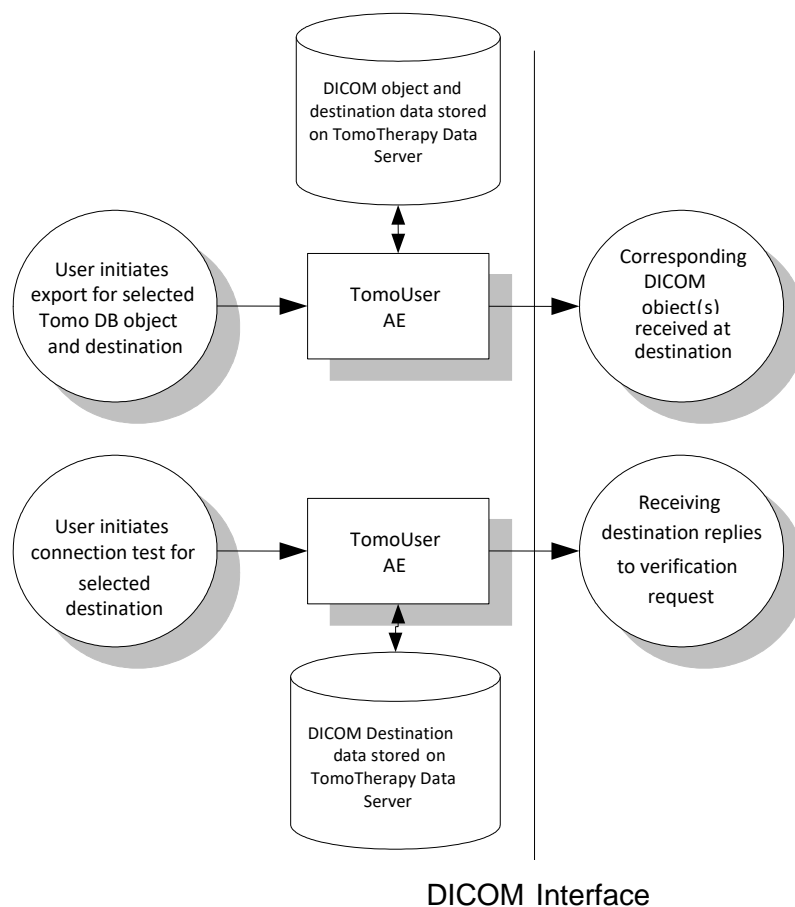 DICOM object and
destination data stored
on TomoTherapy Data
Server
User initiates
export for selected
Tomo DB object
and destination
TomoUser
AE
Corresponding
DICOM
object(s)
received at
destination
User initiates
connection test for
selected
destination
TomoUser
AE
Receiving
destination replies
to verification
request
DICOM Destination
data stored on
TomoTherapy Data
Server
DICOM Interface